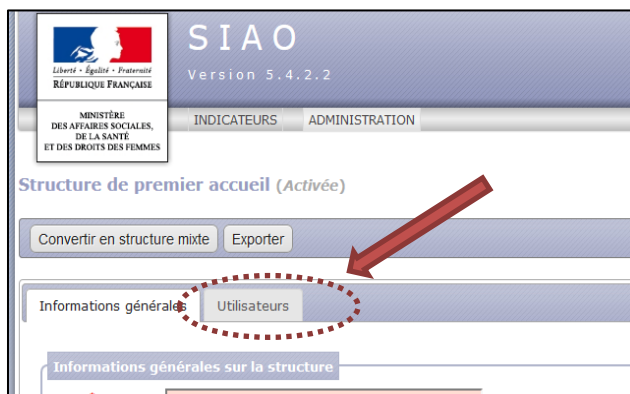 SIAO
Version 5.4.2.2
Liberté • Égalité • Fraternité
RÉPUBLIQUE FRANÇAISE
MINISTÈRE
DES AFFAIRES SOCIALES,
DE LA SANTÉ
ET DES DROITS DES FEMMES
INDICATEURS ADMINISTRATION
Structure de premier accueil (Activée)
Convertir en structure mixte Exporter
Informations générales Utilisateurs
Informations générales sur la structure